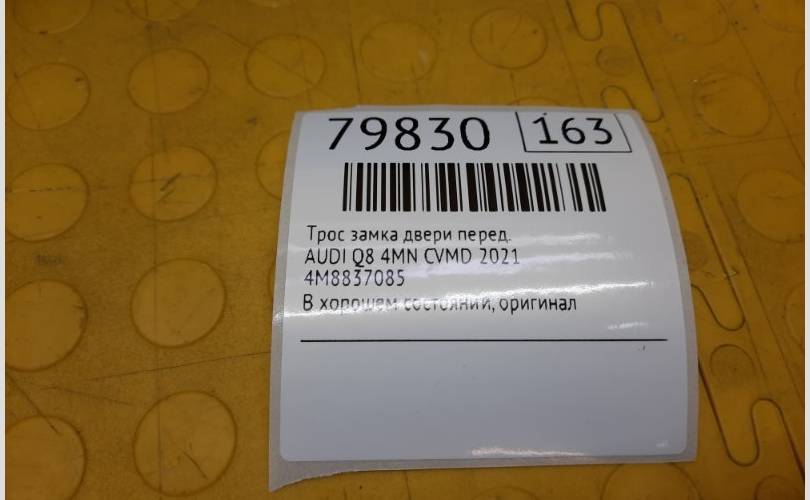 79830 163
Трос замка двери перед.
AUDI Q8 4MN CVMD 2021
4M8837085
В хорошем состоянии, оригинал